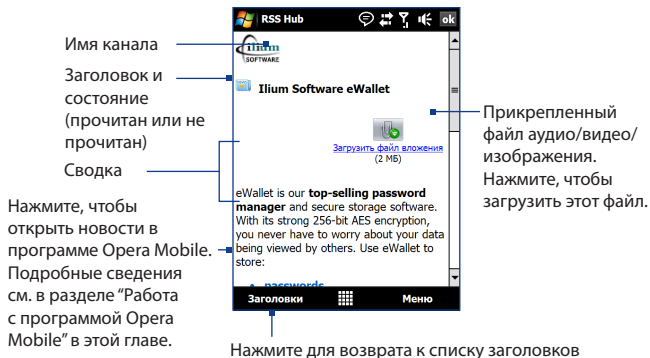 RSS Hub
ok
Имя канала
ilium
SOFTWARE
Заголовок и
состояние
(прочитан или не
прочитан)
Ilium Software eWallet
Прикрепленный
файл аудио/видео/
изображения.
Нажмите, чтобы
загрузить этот файл.
Загрузить файл вложения
(2 МБ)
Сводка
eWallet is our top-selling password
manager and secure storage software.
With its strong 256-bit AES encryption,
you never have to worry about your data
being viewed by others. Use eWallet to
store:
• passwords
Нажмите, чтобы
открыть новости в
программе Opera Mobile.
Подробные сведения
см. в разделе “Работа
с программой Opera
Mobile” в этой главе.
Заголовки
Меню
Нажмите для возврата к списку заголовков